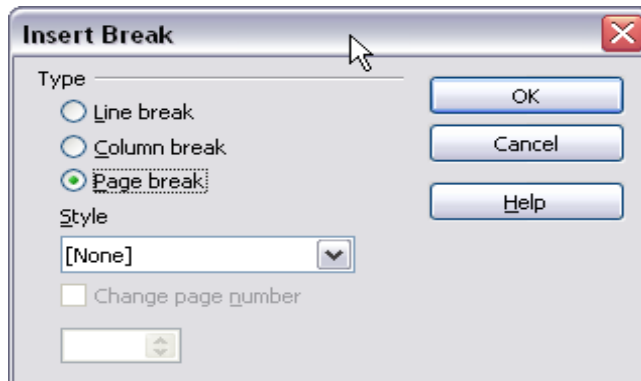 Insert Break
Type
Line break
Column break
Page break
Style
[None]
Change page number
OK
Cancel
Help